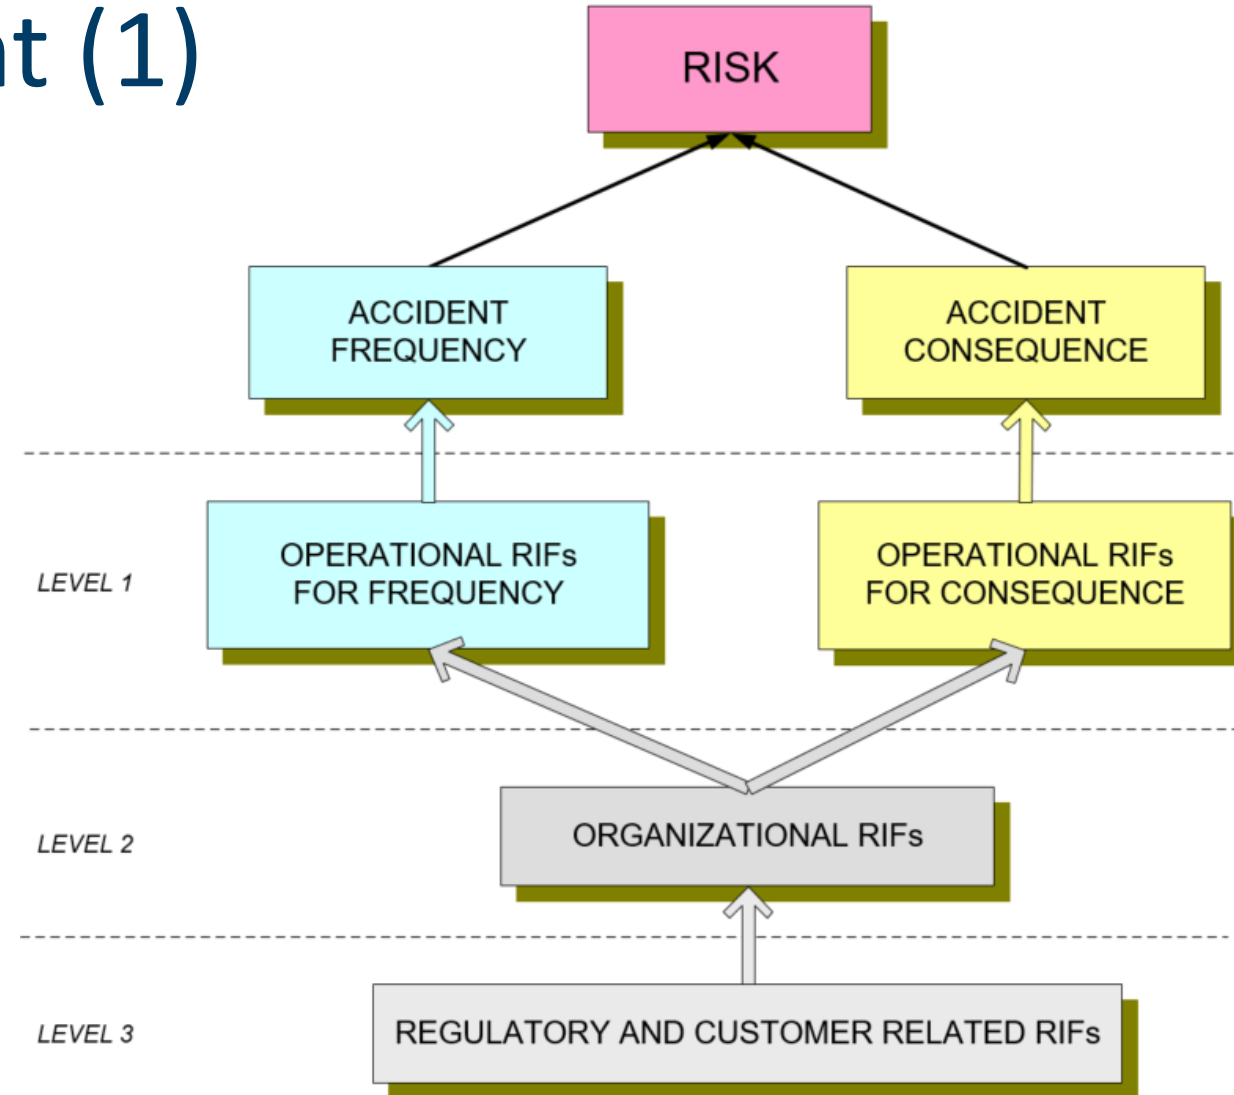 nt (1)
RISK
ACCIDENT
FREQUENCY
ACCIDENT
CONSEQUENCE
LEVEL 1
OPERATIONAL RIFs
FOR FREQUENCY
OPERATIONAL RIFs
FOR CONSEQUENCE
LEVEL 2
ORGANIZATIONAL RIFs
LEVEL 3
REGULATORY AND CUSTOMER RELATED RIFs